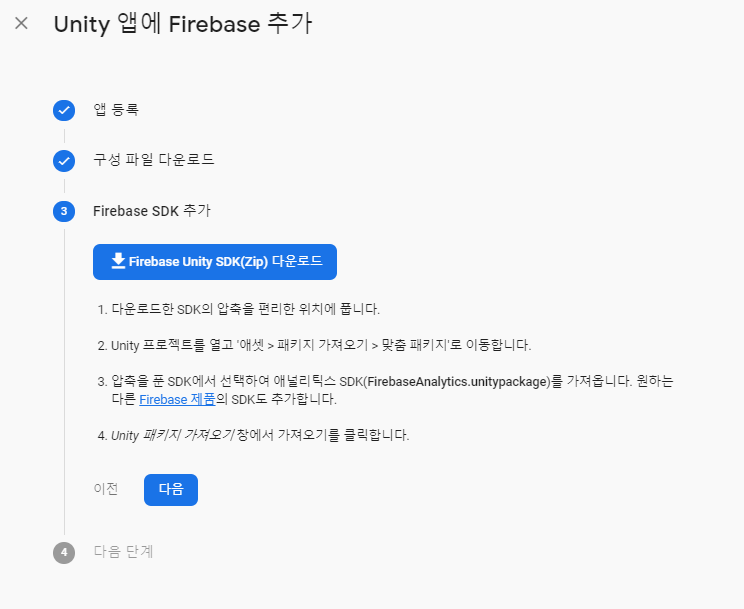 Unity 앱에 Firebase 추가
앱 등록
구성 파일 다운로드
3 Firebase SDK 추가
Firebase Unity SDK(Zip) 다운로드
1. 다운로드한 SDK의 압축을 편리한 위치에 풉니다.
2. Unity 프로젝트를 열고 '애셋 > 패키지 가져오기 > 맞춤 패키지'로 이동합니다.
3. 압축을 푼 SDK에서 선택하여 애널리틱스 SDK(FirebaseAnalytics.unitypackage)를 가져옵니다. 원하는
다른 Firebase 제품의 SDK도 추가합니다.
4. Unity 패키지 가져오기 창에서 가져오기를 클릭합니다.
이전 다음
4 다음 단계